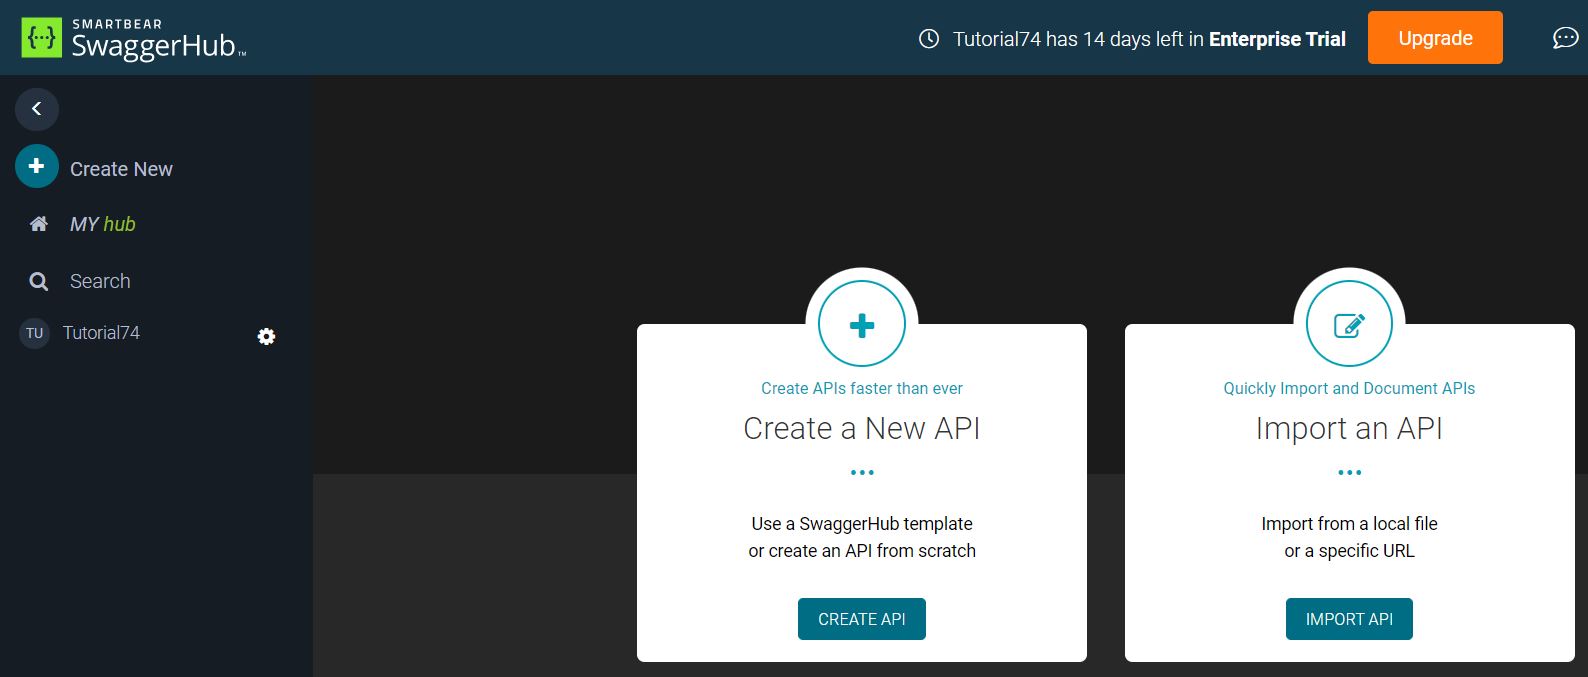 SMARTBEAR
SwaggerHub™
Tutorial74 has 14 days left in Enterprise Trial
Upgrade
Create New
MY hub
Search
TU Tutorial74
Create APIs faster than ever
Create a New API
Use a SwaggerHub template
or create an API from scratch
CREATE API
Quickly Import and Document APIs
Import an API
Import from a local file
or a specific URL
IMPORT API